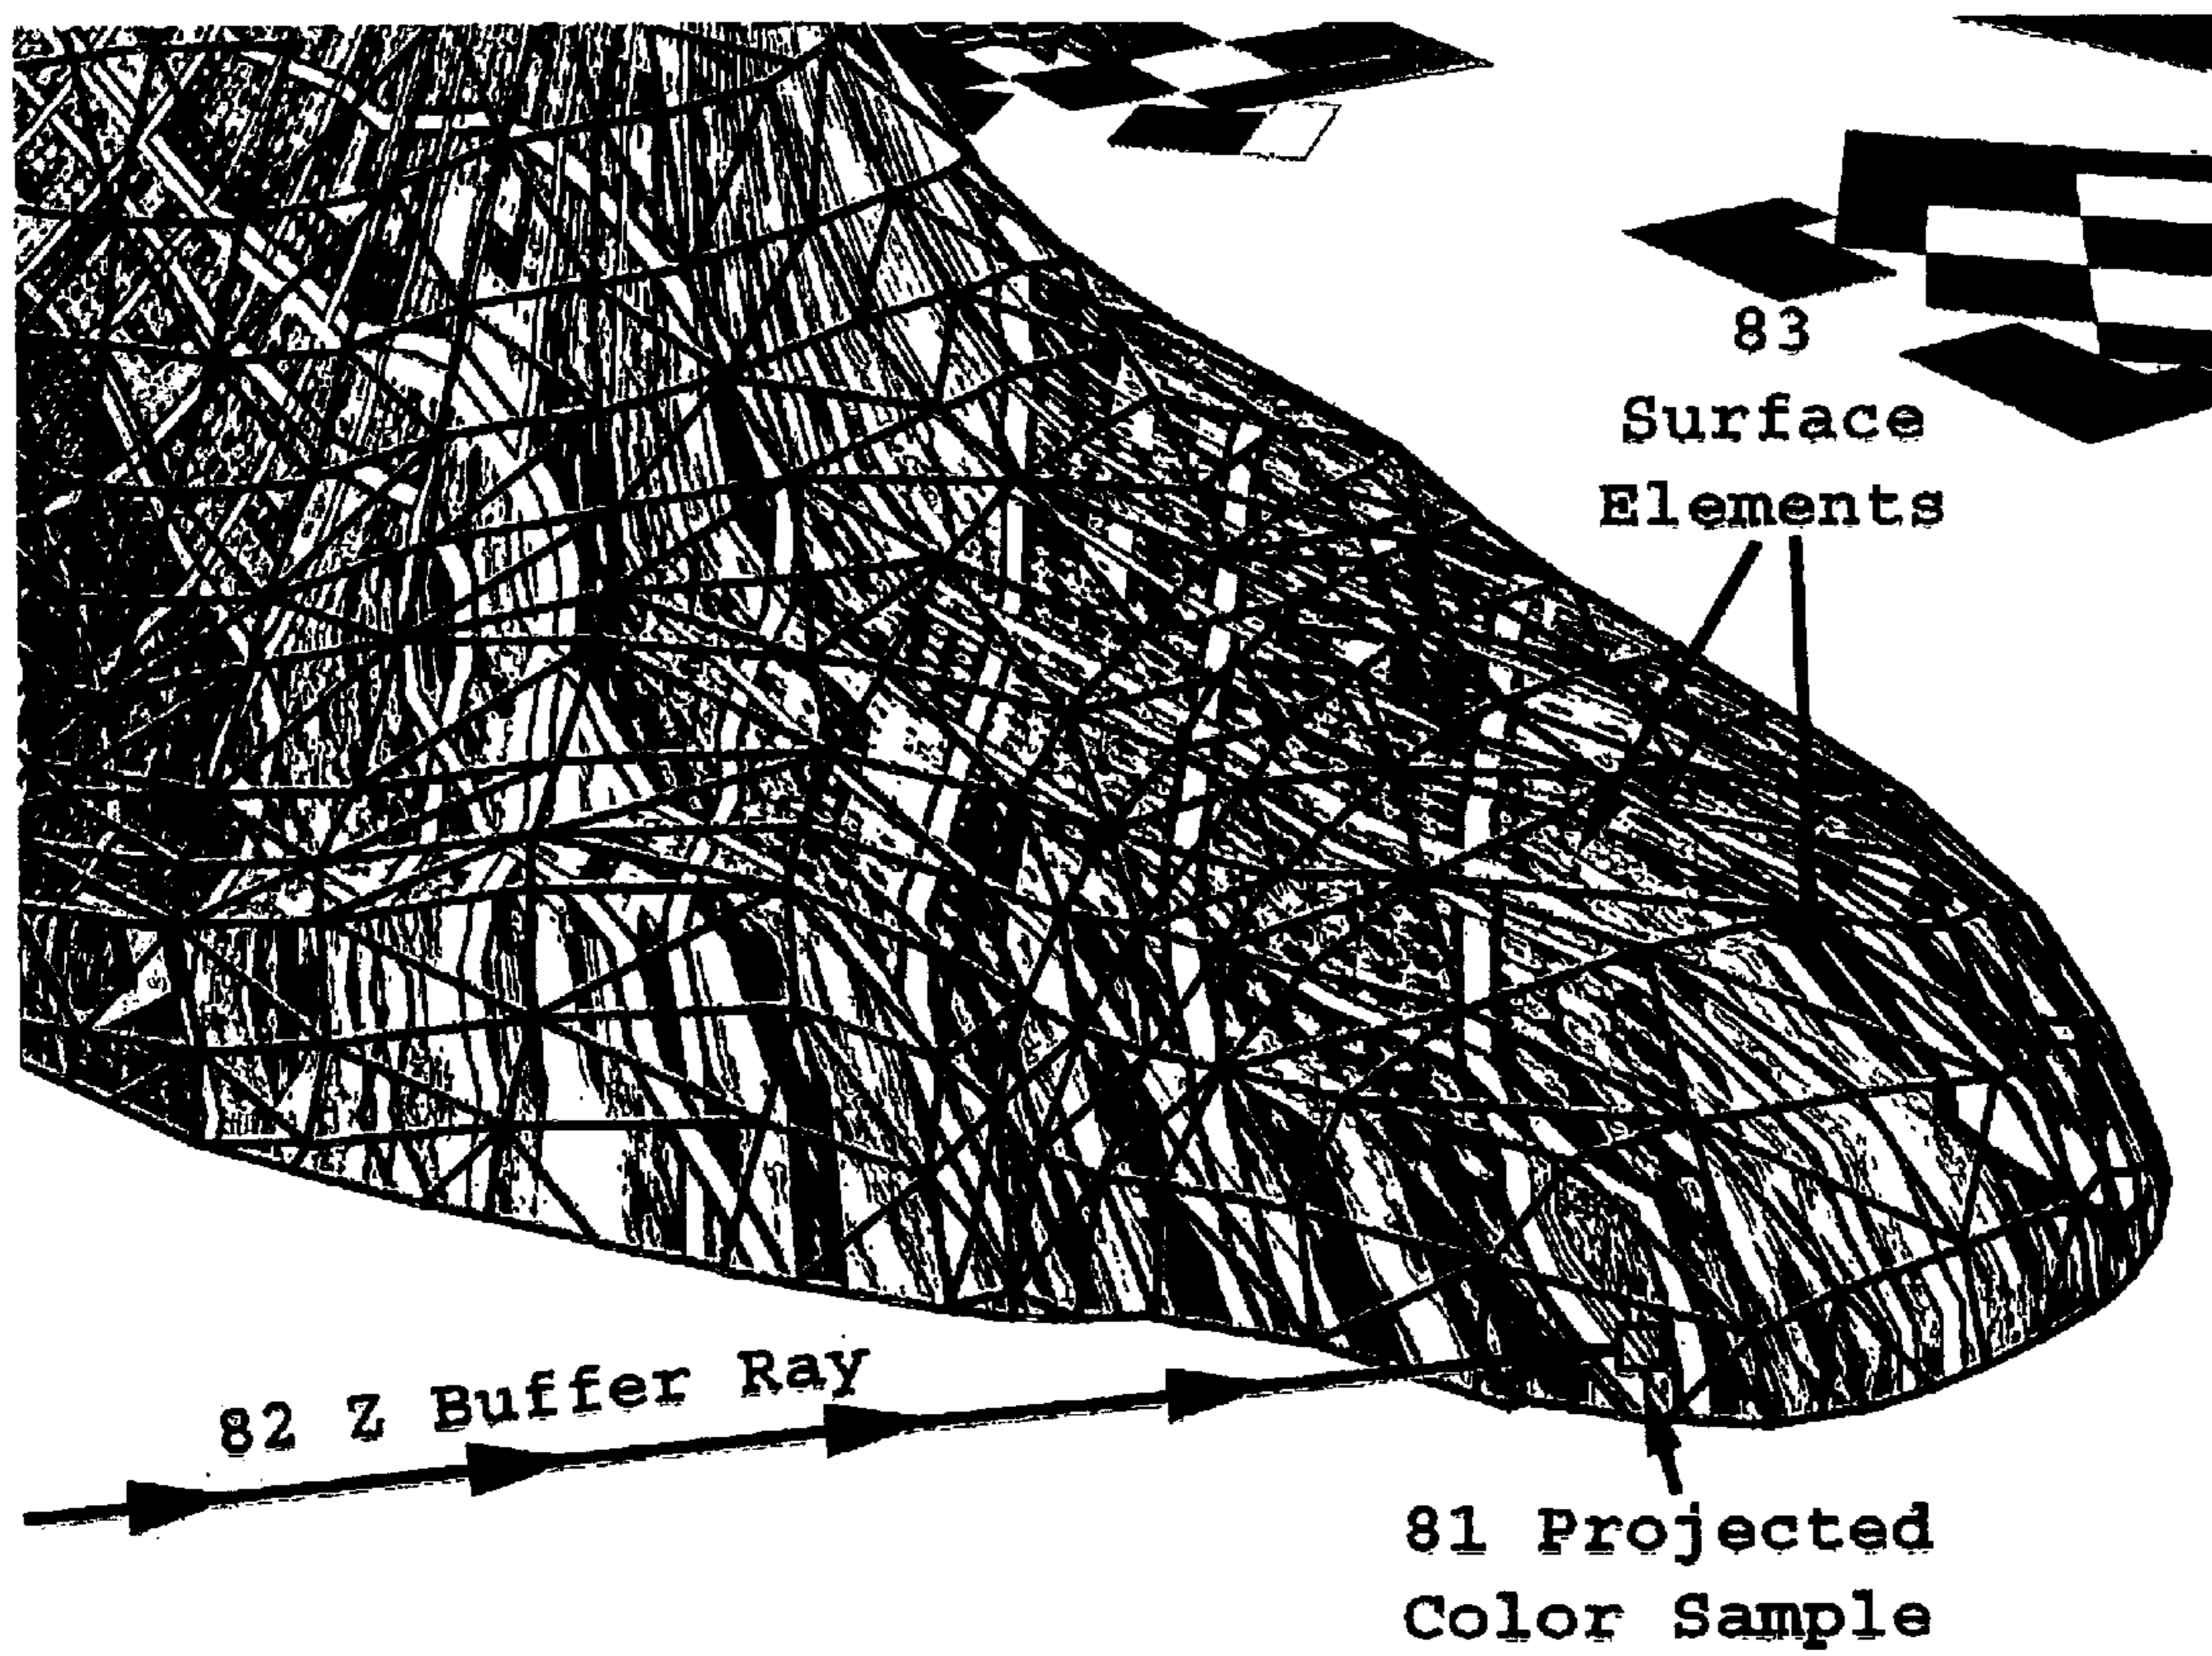 83
Surface
Elements
82 Z Buffer Ray
81 Projected
Color Sample